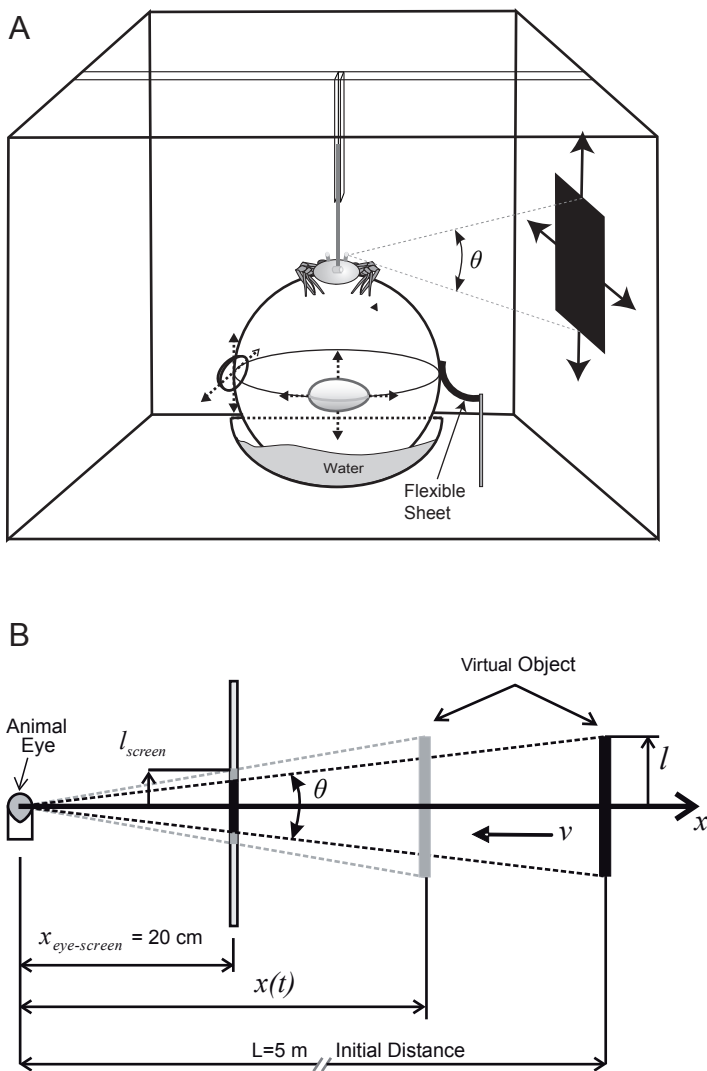 A
θ
Water
Flexible
Sheet
B
Virtual Object
Animal
Eye
l_screen
l
θ
x
v
x_eye-screen = 20 cm
x(t)
L=5 m Initial Distance